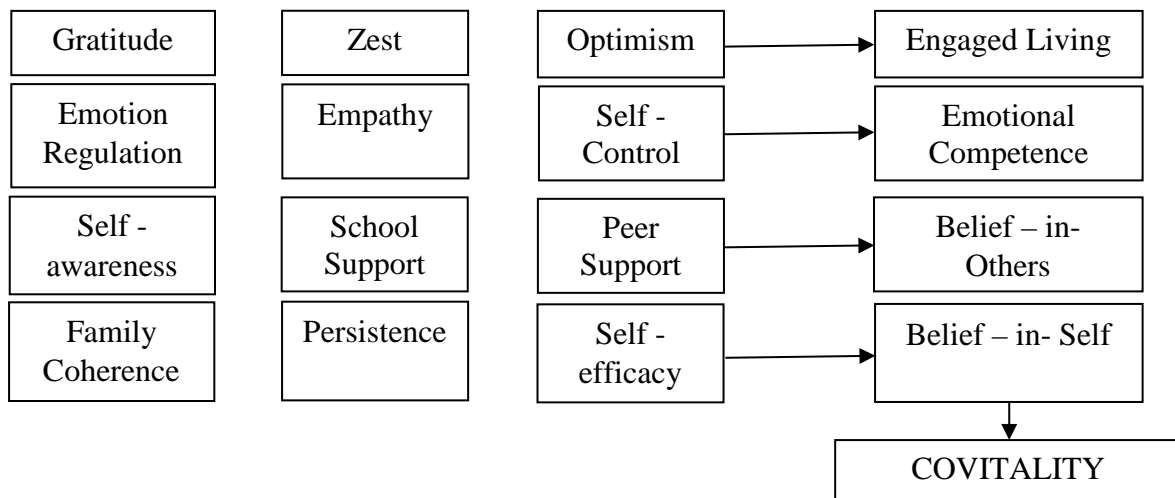 Gratitude
Zest
Optimism
Engaged Living
Emotion
Regulation
Empathy
Self -
Control
Emotional
Competence
Self -
awareness
School
Support
Peer
Support
Belief – in-
Others
Family
Coherence
Persistence
Self -
efficacy
Belief – in- Self
COVITALITY